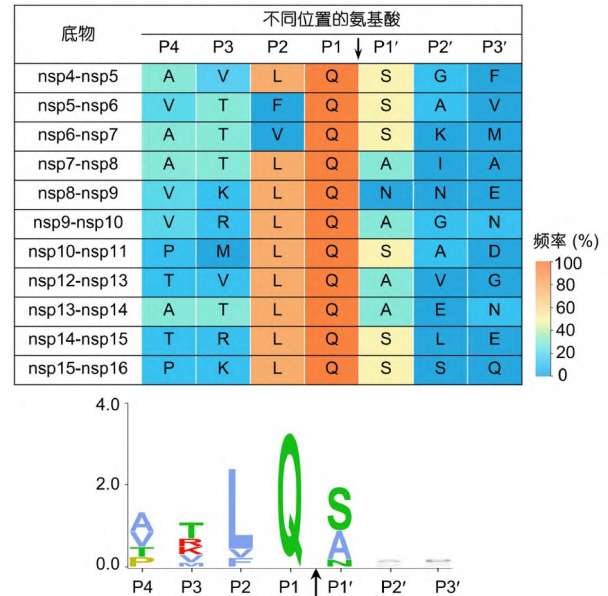 底物 不同位置的氨基酸
P4 P3 P2 P1 ↓ P1′ P2′ P3′
nsp4-nsp5 A V L Q S G F
nsp5-nsp6 V T F Q S A V
nsp6-nsp7 A T V Q S K M
nsp7-nsp8 A T L Q A I A
nsp8-nsp9 V K L Q N N E
nsp9-nsp10 V R L Q A G N
nsp10-nsp11 P M L Q S A D
nsp12-nsp13 T V L Q A V G
nsp13-nsp14 A T L Q A E N
nsp14-nsp15 T R L Q S L E
nsp15-nsp16 P K L Q S S Q
频率 (%)
100
80
60
40
20
0
4.0
2.0
0.0
A V T P
T R K V M
L V F
Q
S A N
P4 P3 P2 P1 ↑ P1′ P2′ P3′